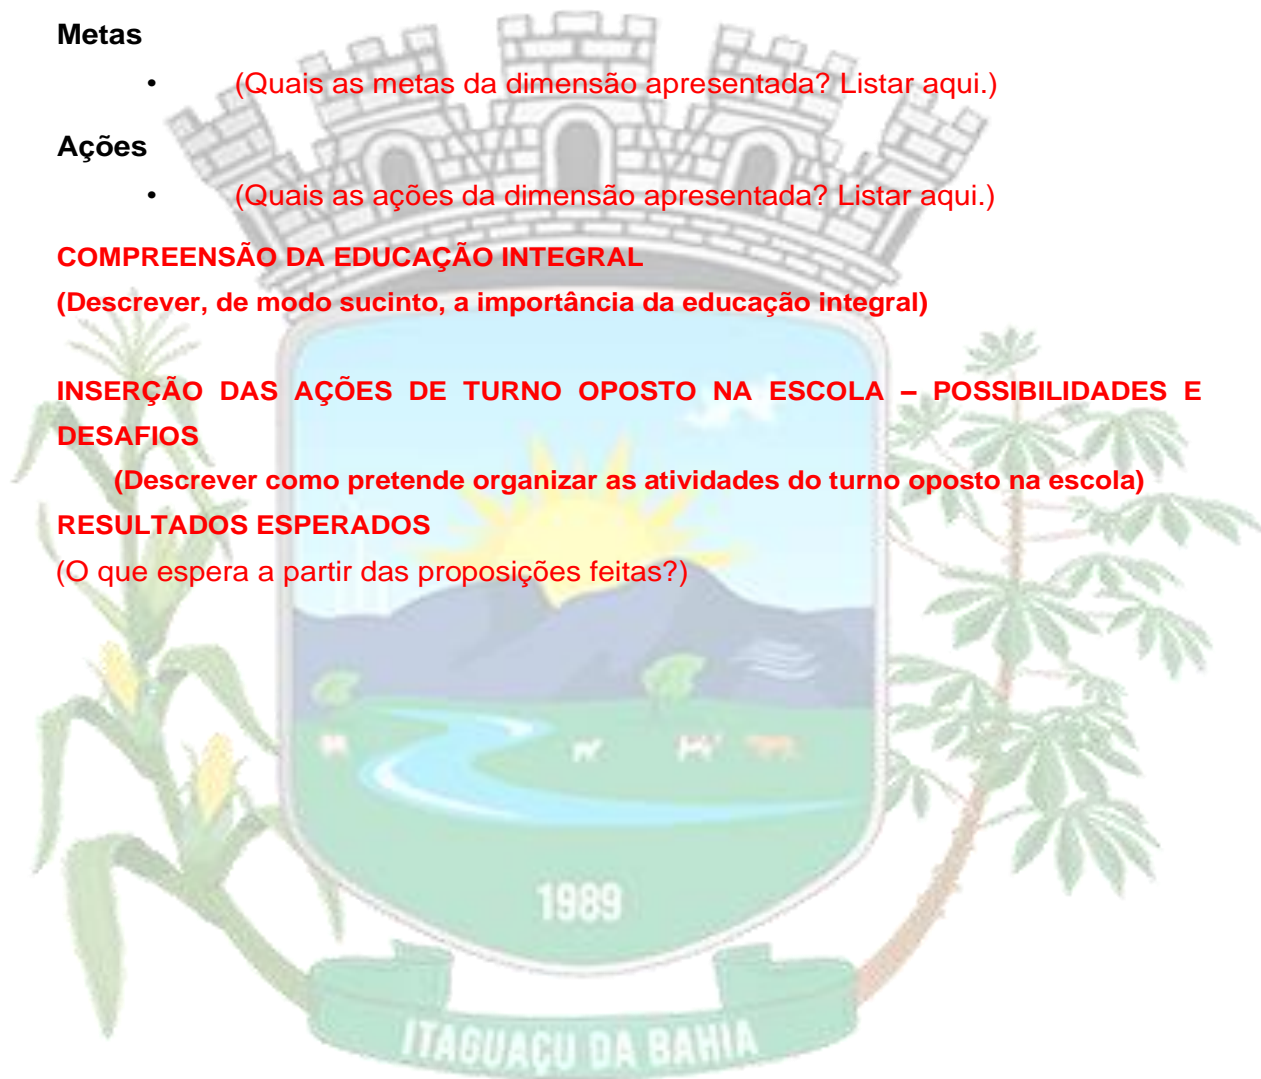 Metas
• (Quais as metas da dimensão apresentada? Listar aqui.)
Ações
• (Quais as ações da dimensão apresentada? Listar aqui.)
COMPREENSÃO DA EDUCAÇÃO INTEGRAL
(Descrever, de modo sucinto, a importância da educação integral)
INSERÇÃO DAS AÇÕES DE TURNO OPOSTO NA ESCOLA – POSSIBILIDADES E
DESAFIOS
(Descrever como pretende organizar as atividades do turno oposto na escola)
RESULTADOS ESPERADOS
(O que espera a partir das proposições feitas?)
1989
ITAGUAÇU DA BAHIA